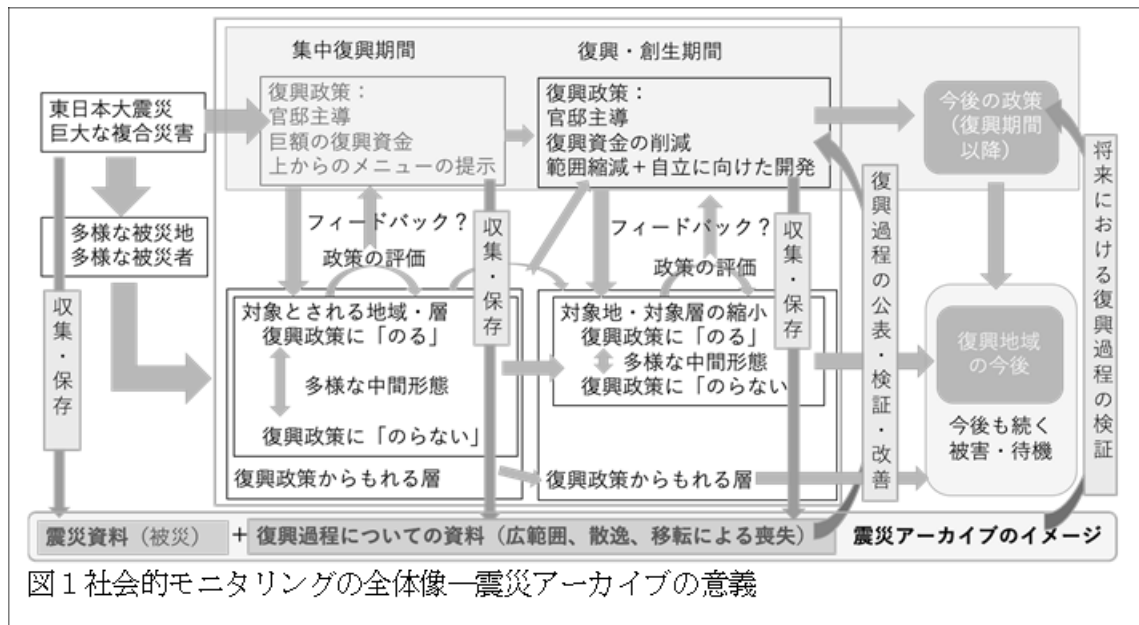 集中復興期間
復興・創生期間
東日本大震災
巨大な複合災害
復興政策：
官邸主導
巨額の復興資金
上からのメニューの提示
復興政策：
官邸主導
復興資金の削減
範囲縮減＋自立に向けた開発
今後の政策
（復興期間
以降）
多様な被災地
多様な被災者
フィードバック？
政策の評価
フィードバック？
政策の評価
収集・保存
収集・保存
収集・保存
復興過程の公表・検証・改善
将来における復興過程の検証
対象とされる地域・層
復興政策に「のる」
多様な中間形態
復興政策に「のらない」
復興政策からもれる層
対象地・対象層の縮小
復興政策に「のる」
多様な中間形態
復興政策に「のらない」
復興政策からもれる層
復興地域
の今後
今後も続く
被害・待機
震災資料（被災）＋復興過程についての資料（広範囲、散逸、移転による喪失） 震災アーカイブのイメージ
図１社会的モニタリングの全体像―震災アーカイブの意義